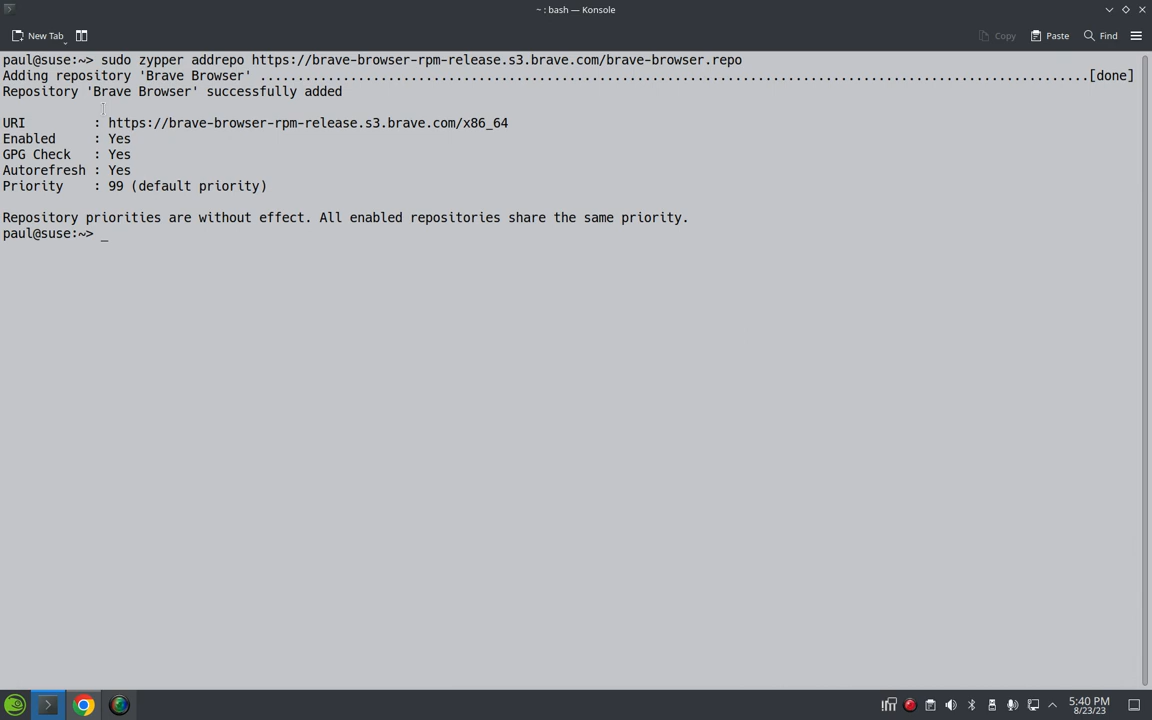 ~ : bash — Konsole
New Tab
Copy
Paste
Find
paul@suse:~> sudo zypper addrepo https://brave-browser-rpm-release.s3.brave.com/brave-browser.repo
Adding repository 'Brave Browser' ..............................................................................................................[done]
Repository 'Brave Browser' successfully added
URI         : https://brave-browser-rpm-release.s3.brave.com/x86_64
Enabled     : Yes
GPG Check   : Yes
Autorefresh : Yes
Priority    : 99 (default priority)
Repository priorities are without effect. All enabled repositories share the same priority.
paul@suse:~> _
5:40 PM
8/23/23